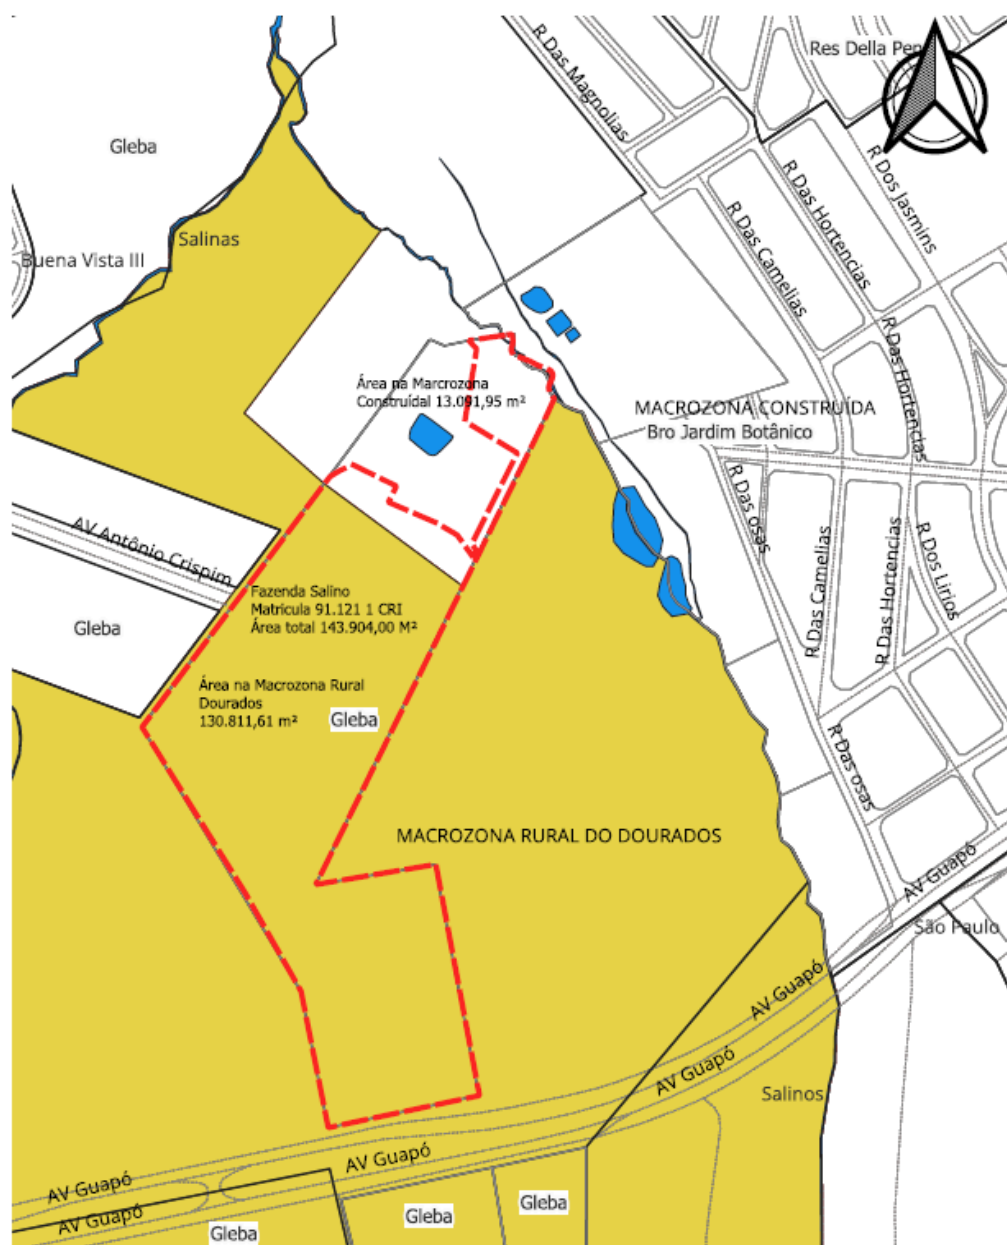 Res Della Pen
R Das Magnolias
Gleba
R Dos Jasmins
R Das Hortencias
R Das Camelias
Salinas
Buena Vista III
R Das Hortencias
Área na Marcrozona
Construídal 13.091,95 m²
MACROZONA CONSTRUÍDA
Bro Jardim Botânico
R Das osas
AV Antônio Crispim
R Das Camelias
R Das Hortencias
R Dos Lirios
Fazenda Salino
Matricula 91.121 1 CRI
Área total 143.904,00 M²
Gleba
Área na Macrozona Rural
Dourados
130.811,61 m²
Gleba
R Das osas
MACROZONA RURAL DO DOURADOS
AV Guapó
São Paulo
AV Guapó
AV Guapó
Salinos
AV Guapó
AV Guapó
AV Guapó
Gleba
Gleba
Gleba